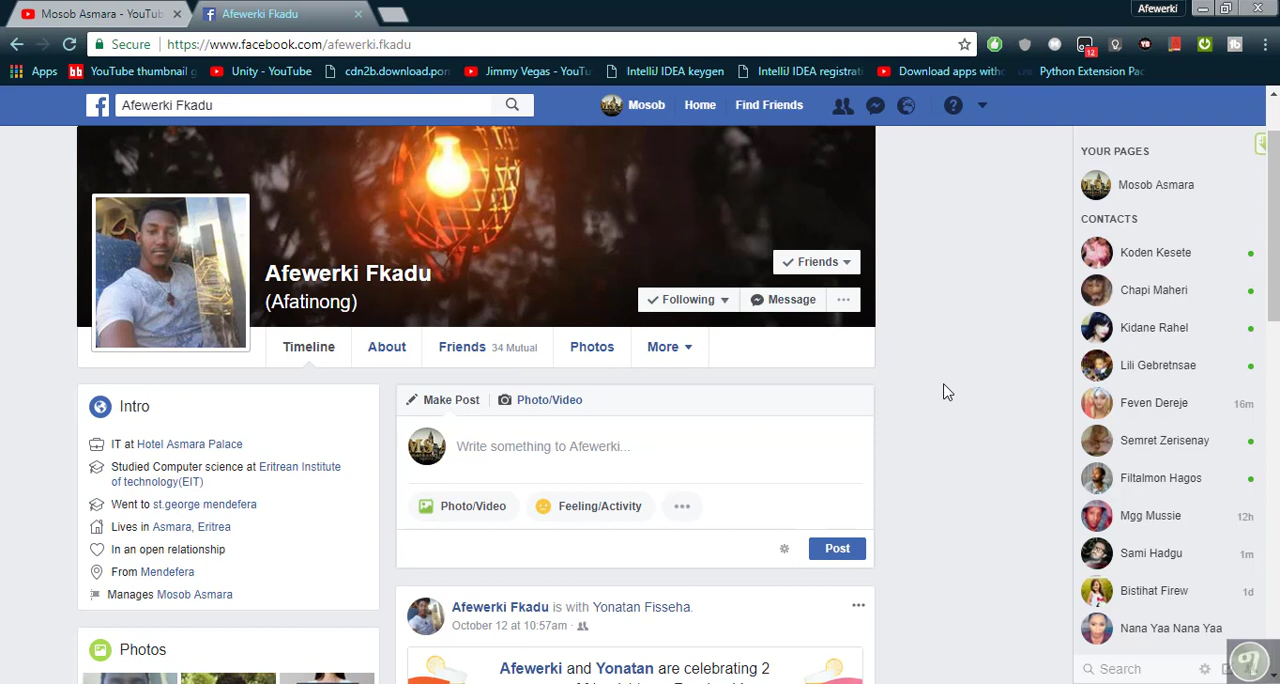 Mosob Asmara - YouTub
Afewerki Fkadu
Afewerki
Secure
https://www.facebook.com/afewerki.fkadu
12
Apps
YouTube thumbnail g
Unity - YouTube
cdn2b.download.por
Jimmy Vegas - YouTu
IntelliJ IDEA keygen
IntelliJ IDEA registrati
Download apps with
Python Extension Pac
Afewerki Fkadu
Mosob
Home
Find Friends
Afewerki Fkadu
(Afatinong)
Friends
Following
Message
Timeline
About
Friends 34 Mutual
Photos
More
Intro
IT at Hotel Asmara Palace
Studied Computer science at Eritrean Institute
of technology(EIT)
Went to st.george mendefera
Lives in Asmara, Eritrea
In an open relationship
From Mendefera
Manages Mosob Asmara
Photos
Make Post
Photo/Video
Write something to Afewerki...
Photo/Video
Feeling/Activity
Post
Afewerki Fkadu is with Yonatan Fisseha.
October 12 at 10:57am
Afewerki and Yonatan are celebrating 2
YOUR PAGES
Mosob Asmara
CONTACTS
Koden Kesete
Chapi Maheri
Kidane Rahel
Lili Gebretnsae
Feven Dereje 16m
Semret Zerisenay
Filtalmon Hagos
Mgg Mussie 12h
Sami Hadgu 1m
Bistihat Firew 1d
Nana Yaa Nana Yaa
Search